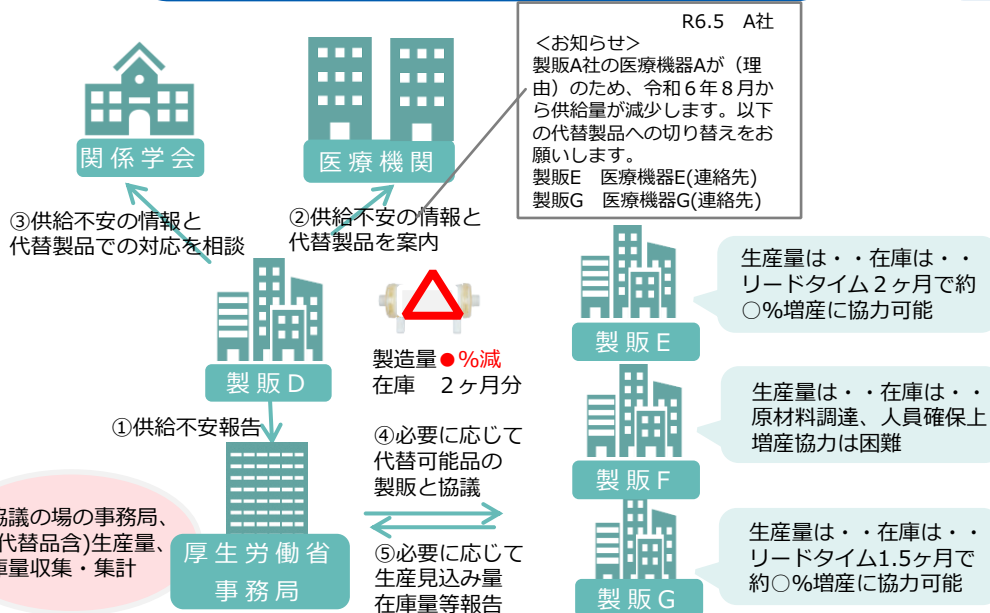 R6.5 A社
<お知らせ>
製販A社の医療機器Aが（理
由）のため、令和６年８月か
ら供給量が減少します。以下
の代替製品への切り替えをお
願いします。
製販E 医療機器E(連絡先)
製販G 医療機器G(連絡先)
関係学会
医療機関
③供給不安の情報と
代替製品での対応を相談
②供給不安の情報と
代替製品を案内
製販D
製造量●%減
在庫 ２ヶ月分
①供給不安報告
④必要に応じて
代替可能品の
製販と協議
⑤必要に応じて
生産見込み量
在庫量等報告
協議の場の事務局、
代替品含)生産量、
庫量収集・集計
厚生労働省
事務局
製販E
生産量は・・在庫は・・
リードタイム２ヶ月で約
○%増産に協力可能
製販F
生産量は・・在庫は・・
原材料調達、人員確保上
増産協力は困難
製販G
生産量は・・在庫は・・
リードタイム1.5ヶ月で
約○%増産に協力可能